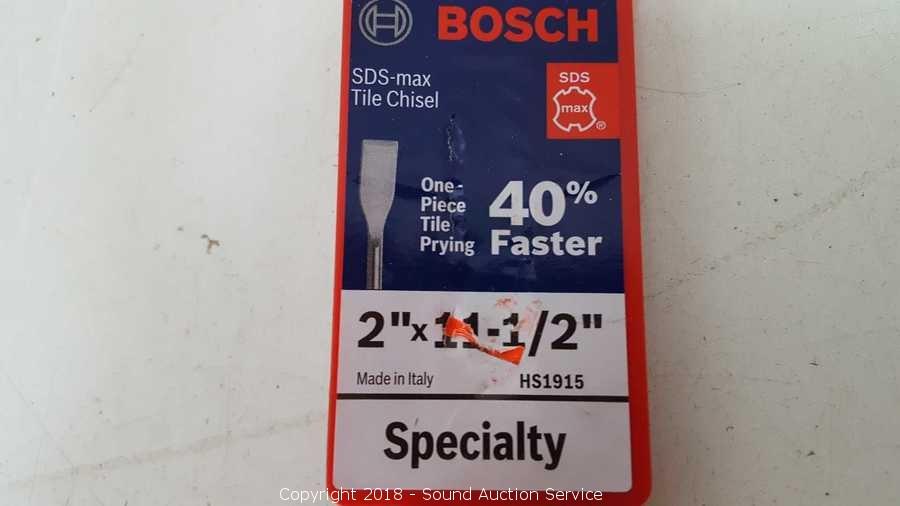 BOSCH
SDS-max
Tile Chisel
SDS
max
®
One-
Piece
Tile
Prying
40%
Faster
2" x 11-1/2"
Made in Italy
HS1915
Specialty
Copyright 2018 - Sound Auction Service